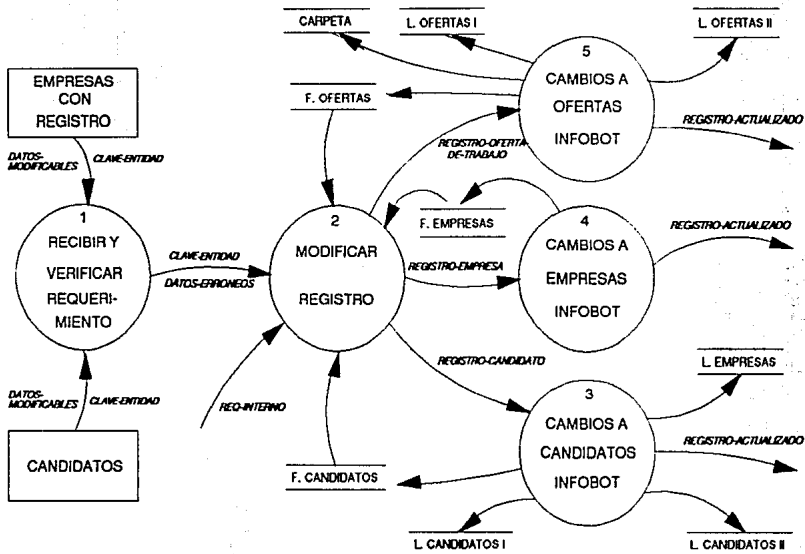 CARPETA
L. OFERTAS I
L. OFERTAS II
EMPRESAS
CON
REGISTRO
F. OFERTAS
5
CAMBIOS A
OFERTAS
INFOBOT
REGISTRO-ACTUALIZADO
DATOS-
MODIFICABLES
CLAVE-ENTIDAD
REGISTRO-OFERTA
DE-TRABAJO
1
RECIBIR Y
VERIFICAR
REQUERI-
MIENTO
CLAVE-ENTIDAD
DATOS-ERRONEOS
2
MODIFICAR
REGISTRO
F. EMPRESAS
REGISTRO-EMPRESA
4
CAMBIOS A
EMPRESAS
INFOBOT
REGISTRO-ACTUALIZADO
DATOS-
MODIFICABLES
CLAVE-ENTIDAD
CANDIDATOS
REQ-INTERNO
REGISTRO-CANDIDATO
F. CANDIDATOS
3
CAMBIOS A
CANDIDATOS
INFOBOT
L. EMPRESAS
REGISTRO-ACTUALIZADO
L. CANDIDATOS I
L. CANDIDATOS II